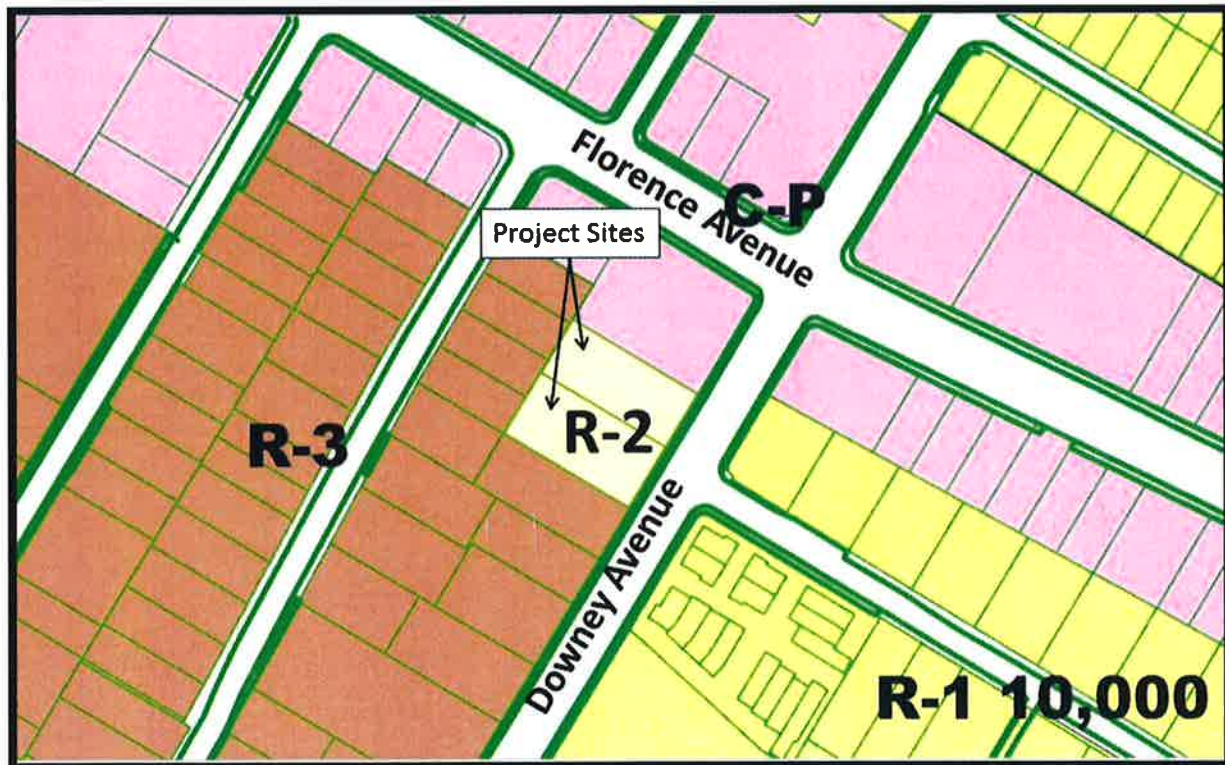 Florence Avenue
C-P
Project Sites
R-3
R-2
Downey Avenue
R-1 10,000